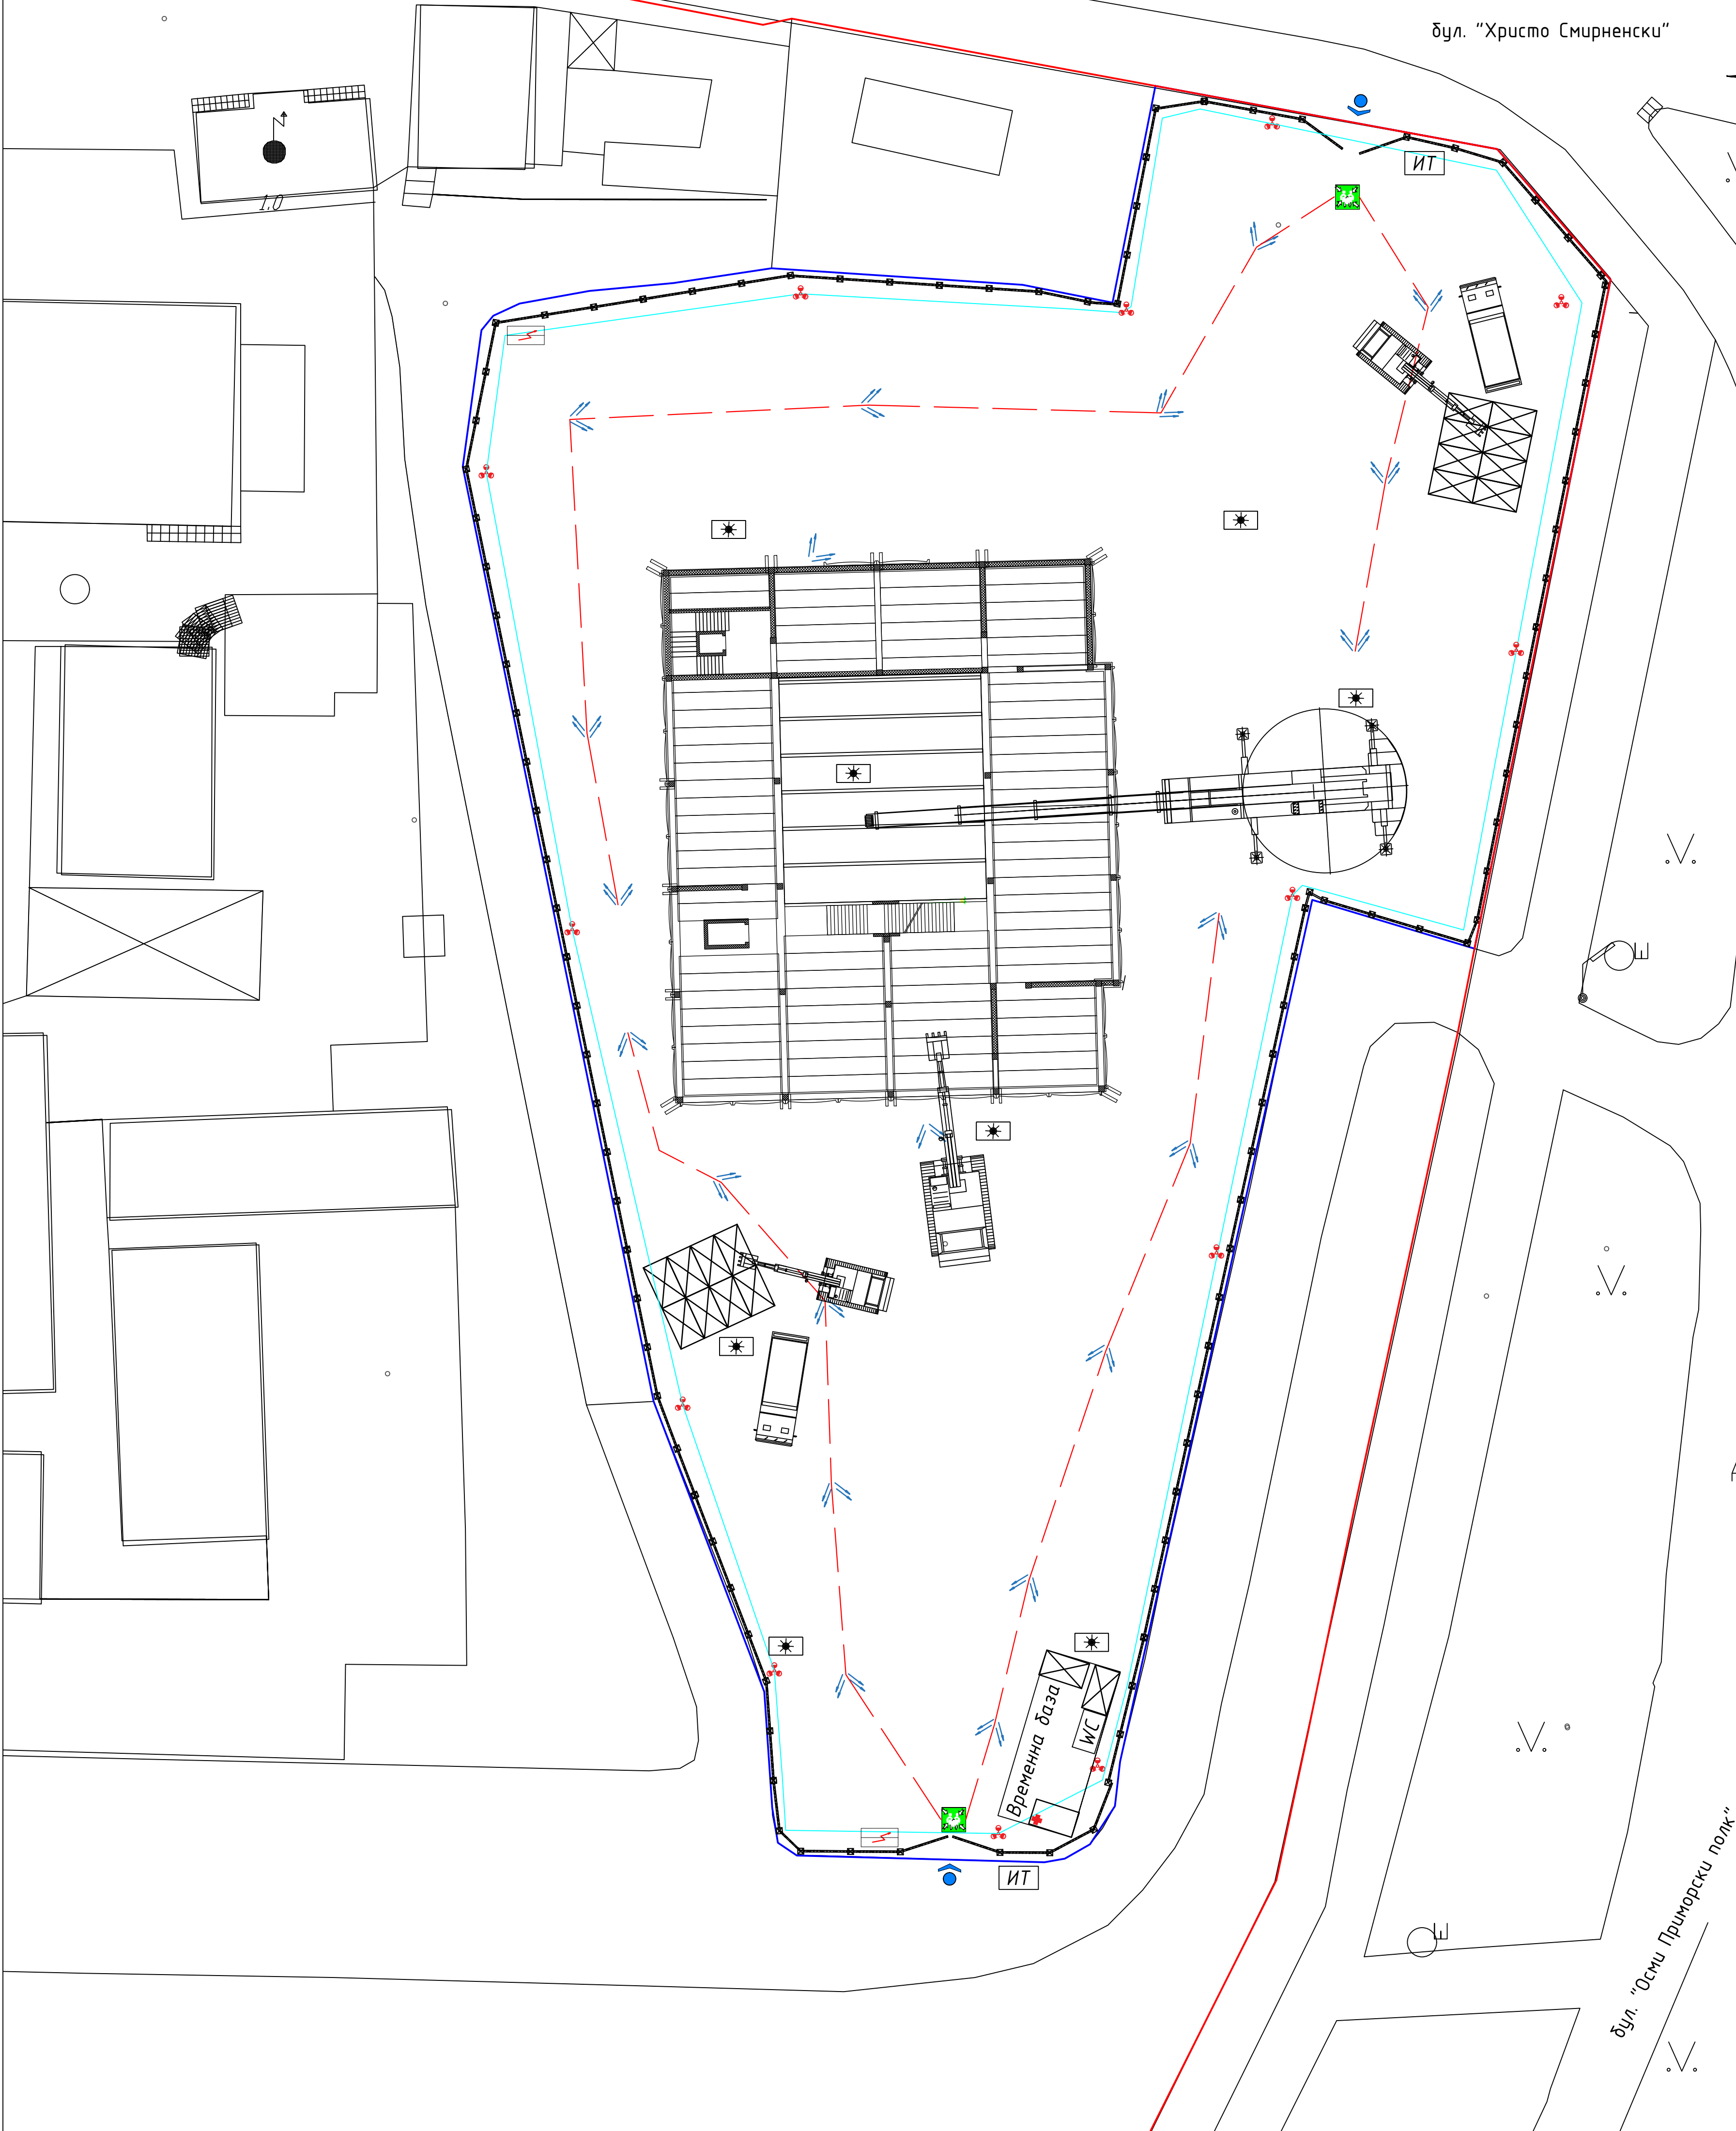 бул. "Христо Смирненски"
ИТ
1.0
E
Временна база
WC
ИТ
E
бул. "Осми Приморски полк"